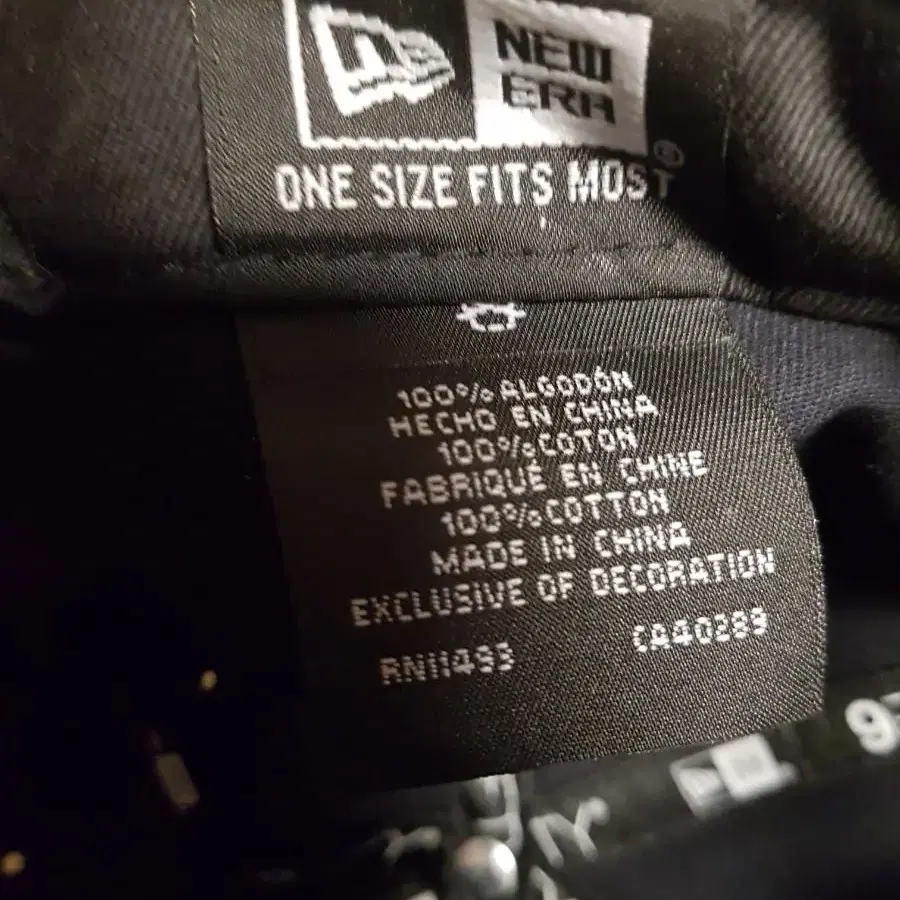 NEW
ERA
®
ONE SIZE FITS MOST
100% ALGODÓN
HECHO EN CHINA
100% COTON
FABRIQUÉ EN CHINE
100% COTTON
MADE IN CHINA
EXCLUSIVE OF DECORATION
RN11493 CA40289
NY